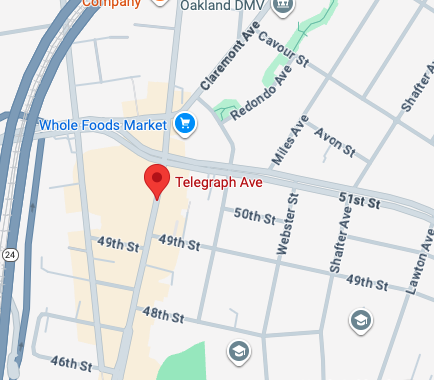 Company
Oakland DMV
Claremont Ave
Cavour St
Redondo Ave
Shafter Ave
Whole Foods Market
Miles Ave
Avon St
Telegraph Ave
51st St
50th St
Webster St
Shafter Ave
Lawton Ave
49th St
49th St
24
49th St
48th St
46th St